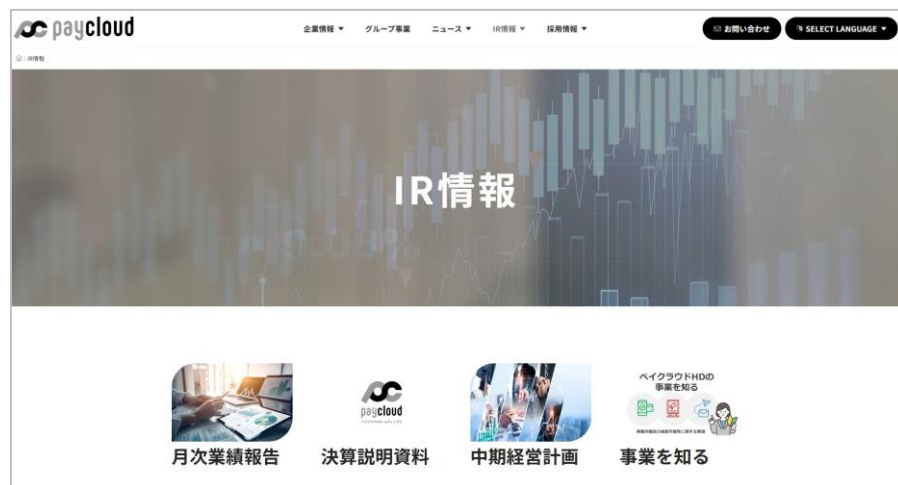 paycloud
企業情報 ▼ グループ事業 ニュース ▼ IR情報 ▼ 採用情報 ▼
お問い合わせ
SELECT LANGUAGE ▼
IR情報
IR情報
paycloud
ペイクラウドHDの
事業を知る
月次業績報告 決算説明資料 中期経営計画 事業を知る